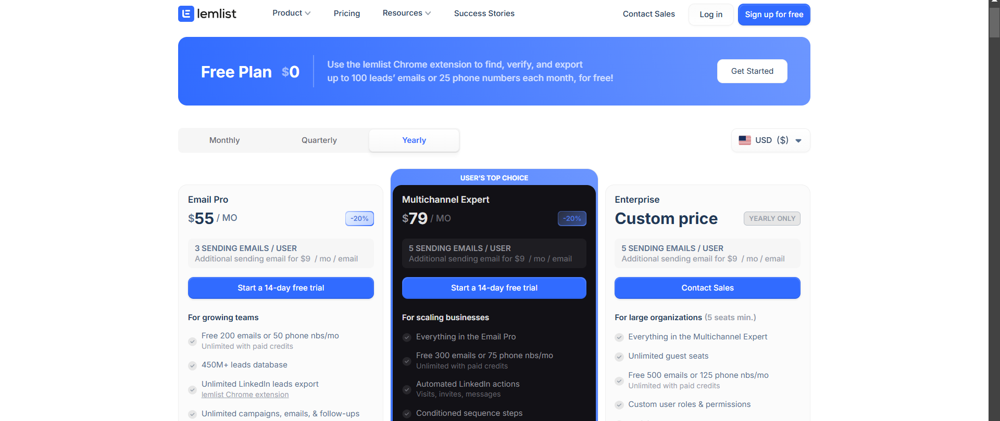 lemlist
Product
Pricing
Resources
Success Stories
Contact Sales
Log in
Sign up for free
Free Plan $0
Use the lemlist Chrome extension to find, verify, and export
up to 100 leads’ emails or 25 phone numbers each month, for free!
Get Started
Monthly
Quarterly
Yearly
USD ($)
USER’S TOP CHOICE
Email Pro
$55 / MO
-20%
3 SENDING EMAILS / USER
Additional sending email for $9 / mo / email
Start a 14-day free trial
For growing teams
Free 200 emails or 50 phone nbs/mo
Unlimited with paid credits
450M+ leads database
Unlimited LinkedIn leads export
lemlist Chrome extension
Unlimited campaigns, emails, & follow-ups
Multichannel Expert
$79 / MO
-20%
5 SENDING EMAILS / USER
Additional sending email for $9 / mo / email
Start a 14-day free trial
For scaling businesses
Everything in the Email Pro
Free 300 emails or 75 phone nbs/mo
Unlimited with paid credits
Automated LinkedIn actions
Visits, invites, messages
Conditioned sequence steps
Enterprise
Custom price
YEARLY ONLY
5 SENDING EMAILS / USER
Additional sending email for $9 / mo / email
Contact Sales
For large organizations (5 seats min.)
Everything in the Multichannel Expert
Unlimited guest seats
Free 500 emails or 125 phone nbs/mo
Unlimited with paid credits
Custom user roles & permissions